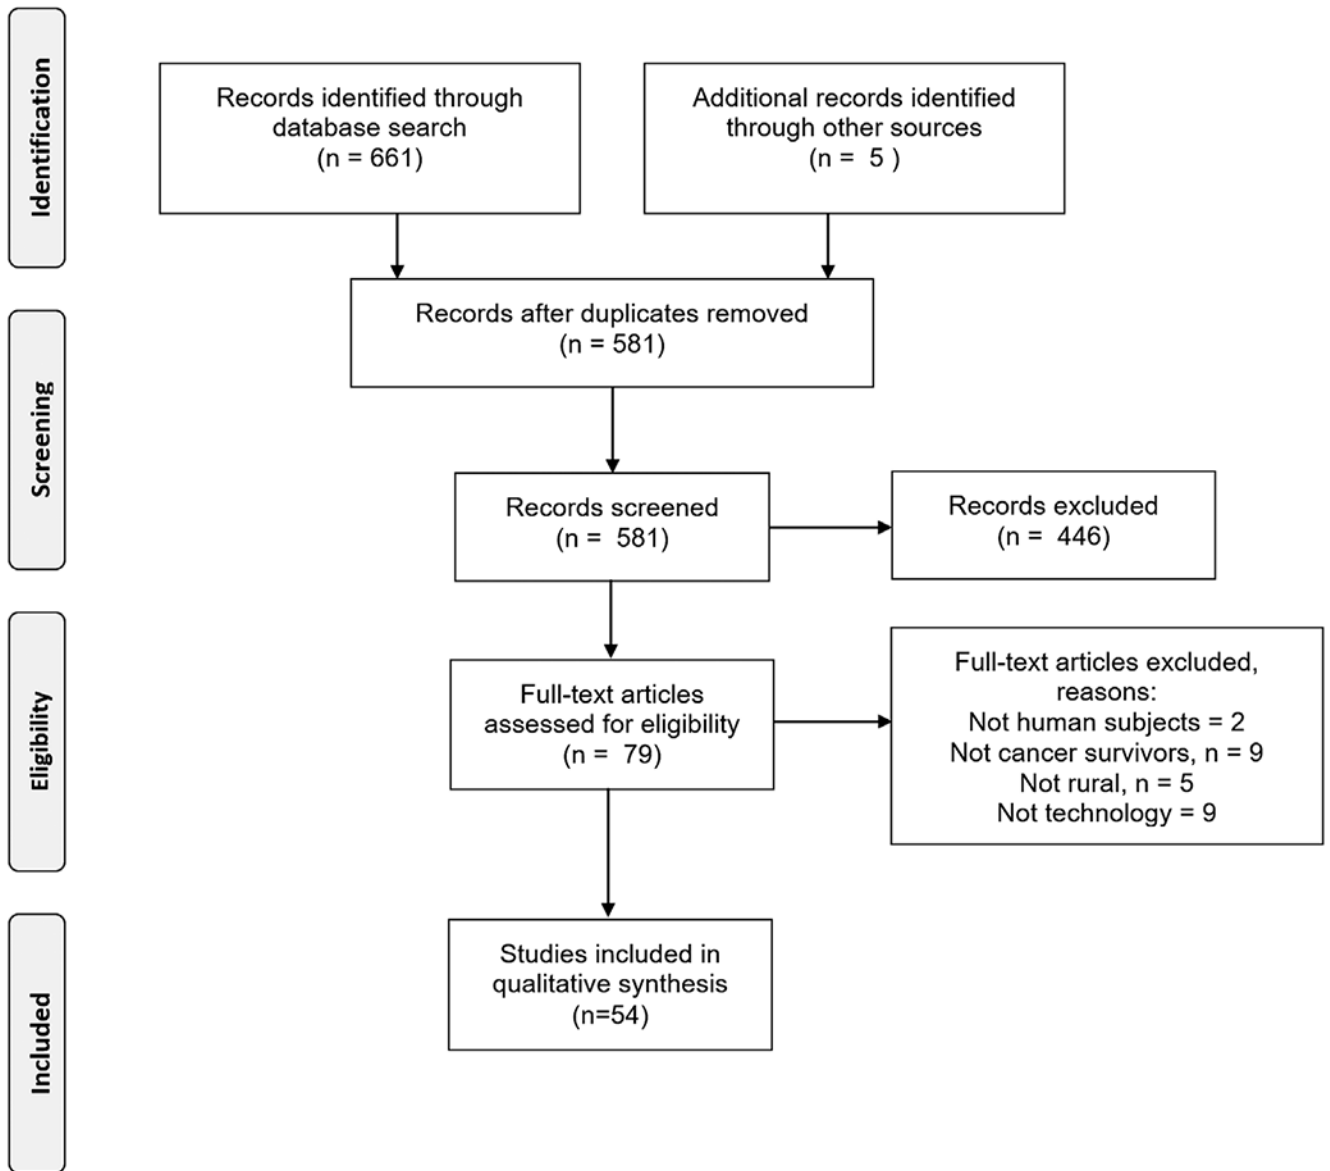 Identification
Records identified through
database search
(n = 661)
Additional records identified
through other sources
(n =  5 )
Records after duplicates removed
(n = 581)
Screening
Records screened
(n =  581)
Records excluded
(n =  446)
Eligibility
Full-text articles
assessed for eligibility
(n =  79)
Full-text articles excluded,
reasons:
Not human subjects = 2
Not cancer survivors, n = 9
Not rural, n = 5
Not technology = 9
Included
Studies included in
qualitative synthesis
(n=54)